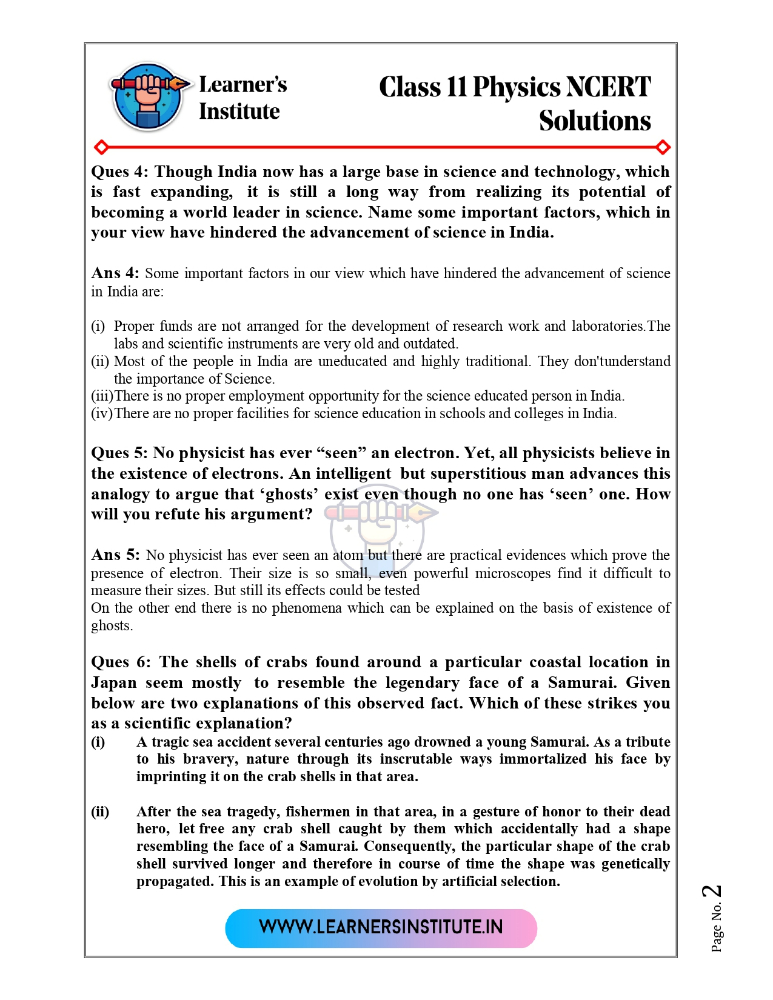 Learner's
Institute
Class 11 Physics NCERT
Solutions
Ques 4: Though India now has a large base in science and technology, which
is fast expanding, it is still a long way from realizing its potential of
becoming a world leader in science. Name some important factors, which in
your view have hindered the advancement of science in India.
Ans 4: Some important factors in our view which have hindered the advancement of science
in India are:
(i) Proper funds are not arranged for the development of research work and laboratories.The
labs and scientific instruments are very old and outdated.
(ii) Most of the people in India are uneducated and highly traditional. They don'tunderstand
the importance of Science.
(iii)There is no proper employment opportunity for the science educated person in India.
(iv)There are no proper facilities for science education in schools and colleges in India.
Ques 5: No physicist has ever “seen” an electron. Yet, all physicists believe in
the existence of electrons. An intelligent but superstitious man advances this
analogy to argue that ‘ghosts’ exist even though no one has ‘seen’ one. How
will you refute his argument?
Ans 5: No physicist has ever seen an atom but there are practical evidences which prove the
presence of electron. Their size is so small, even powerful microscopes find it difficult to
measure their sizes. But still its effects could be tested
On the other end there is no phenomena which can be explained on the basis of existence of
ghosts.
Ques 6: The shells of crabs found around a particular coastal location in
Japan seem mostly to resemble the legendary face of a Samurai. Given
below are two explanations of this observed fact. Which of these strikes you
as a scientific explanation?
(i) A tragic sea accident several centuries ago drowned a young Samurai. As a tribute
to his bravery, nature through its inscrutable ways immortalized his face by
imprinting it on the crab shells in that area.
(ii) After the sea tragedy, fishermen in that area, in a gesture of honor to their dead
hero, let free any crab shell caught by them which accidentally had a shape
resembling the face of a Samurai. Consequently, the particular shape of the crab
shell survived longer and therefore in course of time the shape was genetically
propagated. This is an example of evolution by artificial selection.
WWW.LEARNERSINSTITUTE.IN
Page No. 2